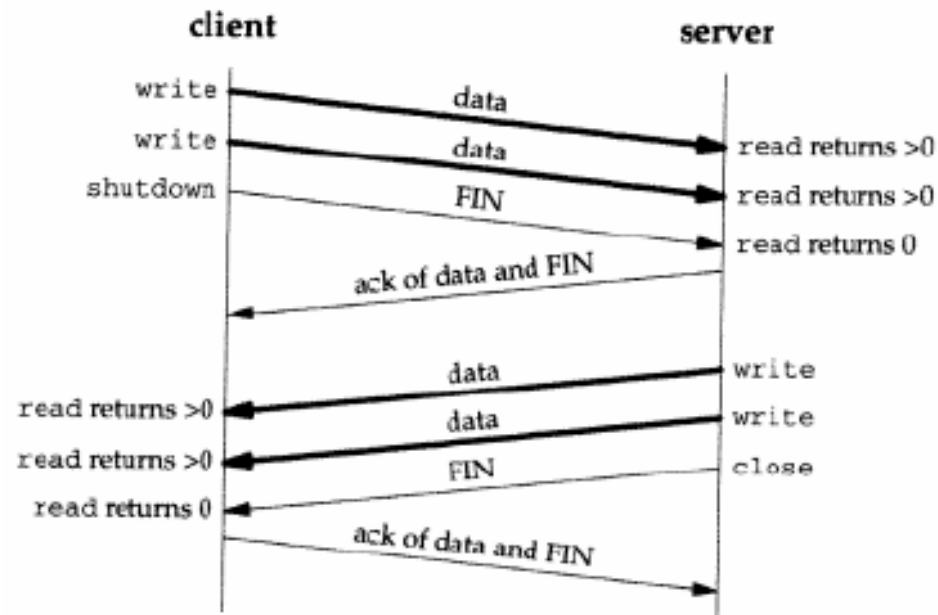 client
server
write
data
write
data
read returns >0
shutdown
FIN
read returns >0
read returns 0
ack of data and FIN
data
write
read returns >0
data
write
read returns >0
FIN
close
read returns 0
ack of data and FIN